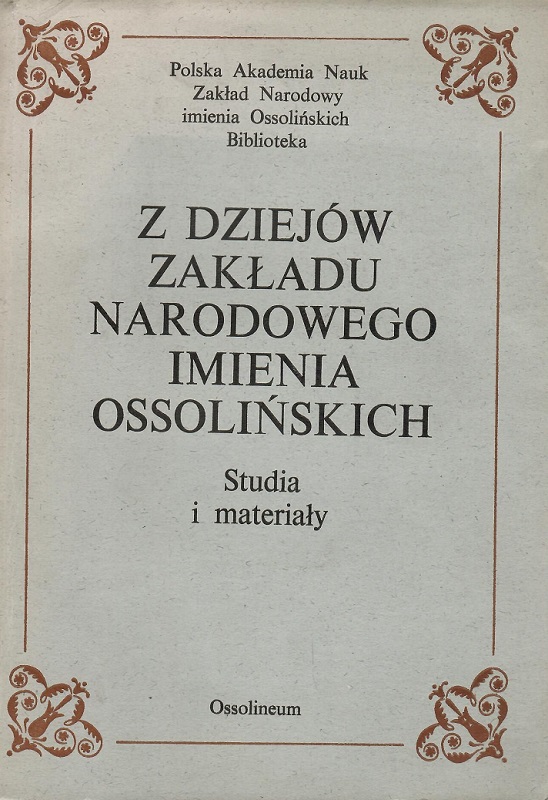 Polska Akademia Nauk
Zakład Narodowy
imienia Ossolińskich
Biblioteka
Z DZIEJÓW
ZAKŁADU
NARODOWEGO
IMIENIA
OSSOLIŃSKICH
Studia
i materiały
Ossolineum